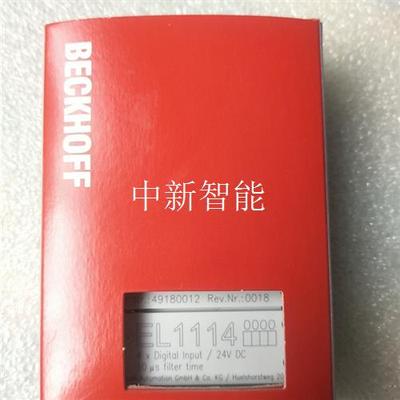 BECKHOFF
中新智能
.:49180012 Rev.Nr.:0018
EL1114 0000
x Digital Input / 24V DC
µs filter time
Automation GmbH & Co. KG / Huelshorstweg 20